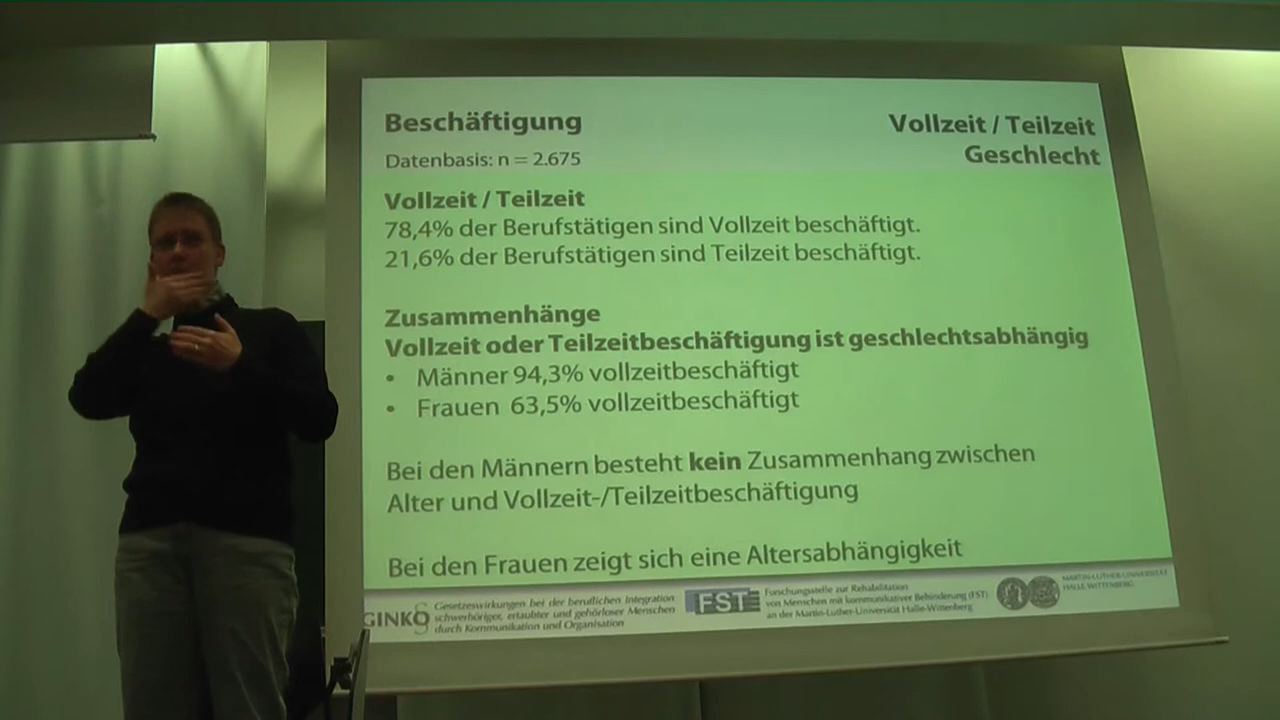 Beschäftigung
Vollzeit / Teilzeit
Datenbasis: n = 2.675
Geschlecht
Vollzeit / Teilzeit
78,4% der Berufstätigen sind Vollzeit beschäftigt.
21,6% der Berufstätigen sind Teilzeit beschäftigt.
Zusammenhänge
Vollzeit oder Teilzeitbeschäftigung ist geschlechtsabhängig
• Männer 94,3% vollzeitbeschäftigt
• Frauen 63,5% vollzeitbeschäftigt
Bei den Männern besteht kein Zusammenhang zwischen
Alter und Vollzeit-/Teilzeitbeschäftigung
Bei den Frauen zeigt sich eine Altersabhängigkeit
GINKO
Gesetzeswirkungen bei der beruflichen Integration
schwerhöriger, ertaubter und gehörloser Menschen
durch Kommunikation und Organisation
FST
Forschungsstelle zur Rehabilitation
von Menschen mit kommunikativer Behinderung (FST)
an der Martin-Luther-Universität Halle-Wittenberg
MARTIN-LUTHER-UNIVERSITÄT
HALLE-WITTENBERG